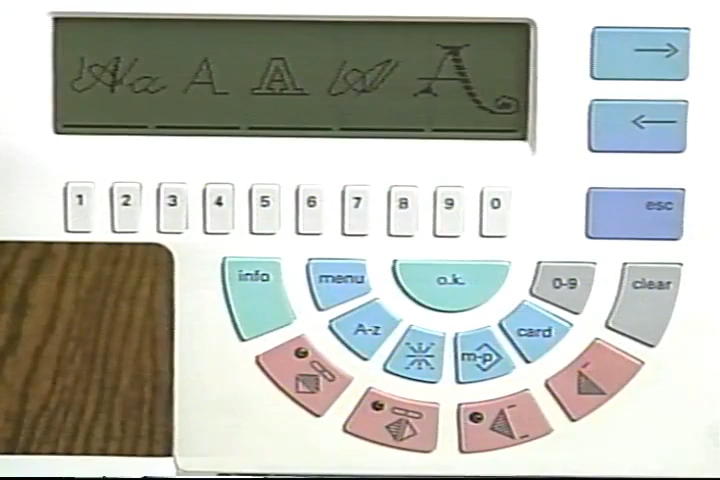 Aa A A A A
1 2 3 4 5 6 7 8 9 0
esc
info menu o.k. 0-9 clear
A-z m-p card